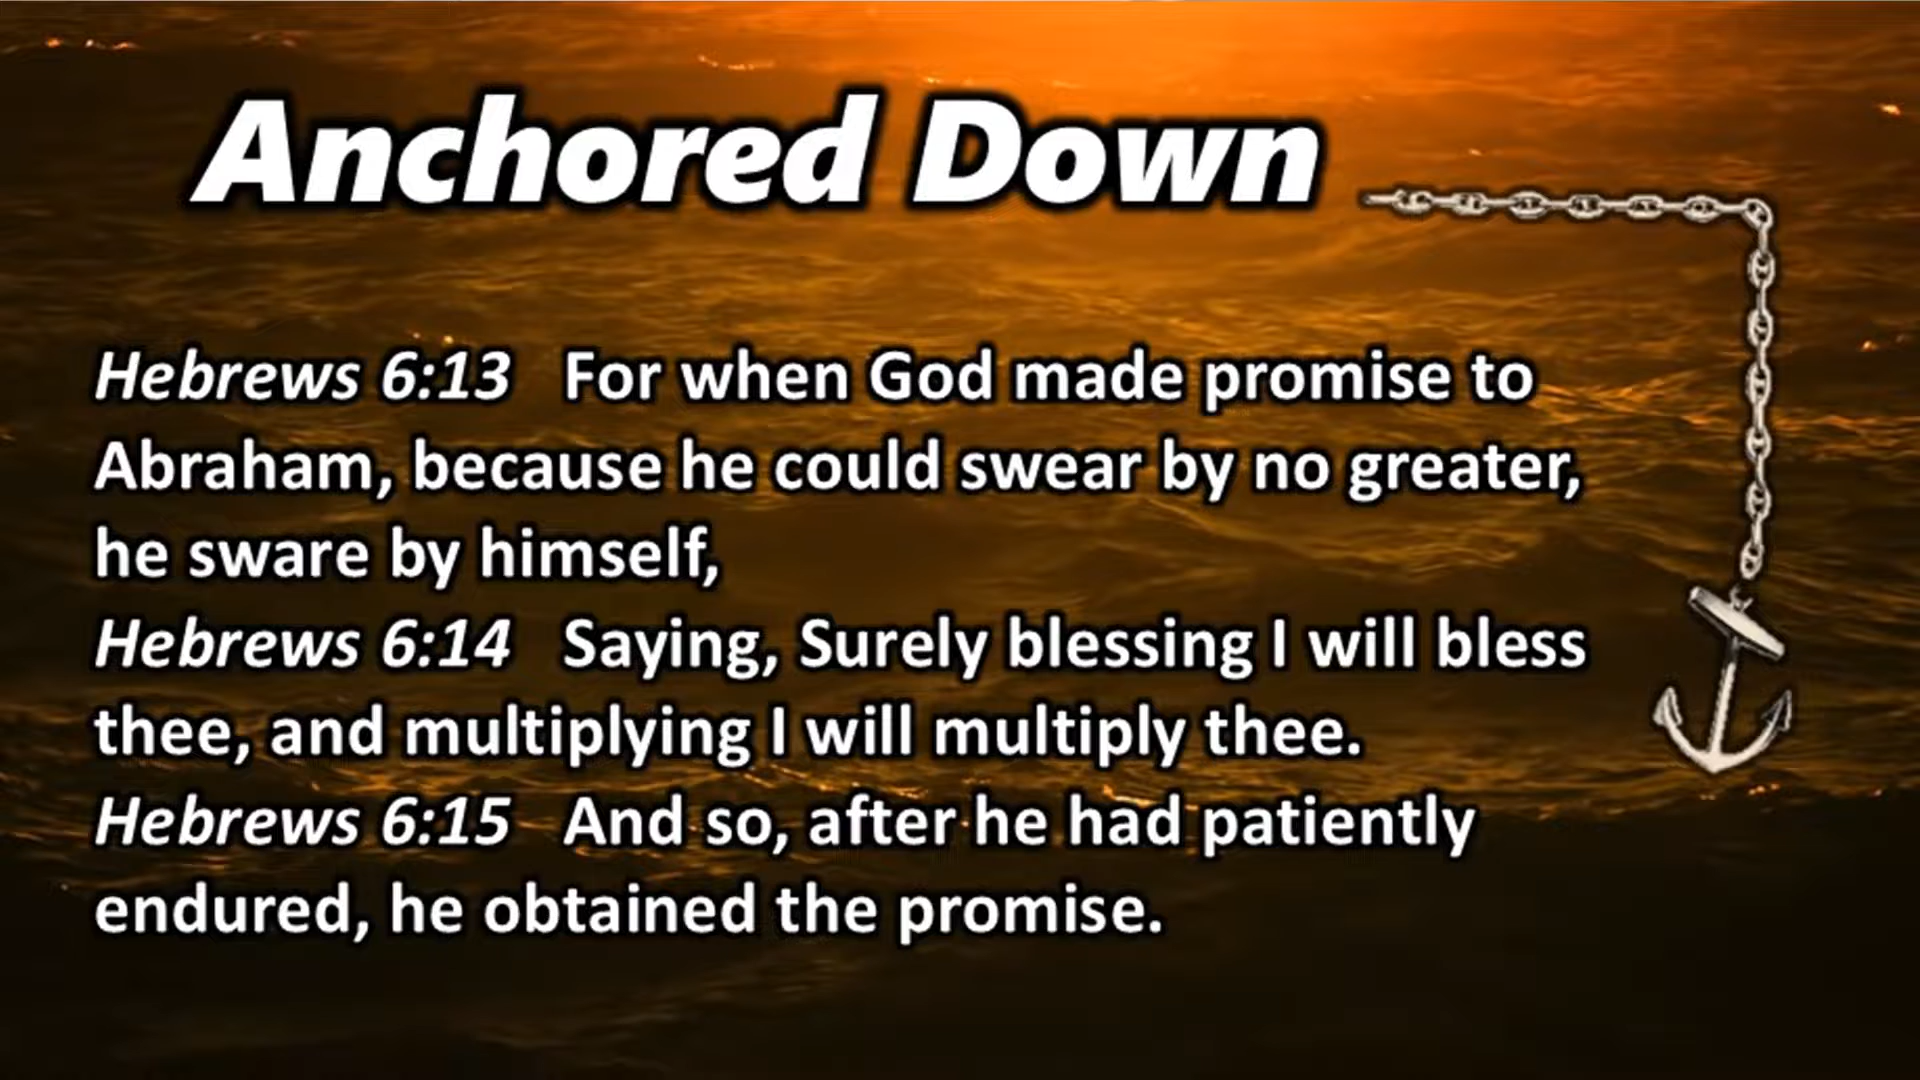 Anchored Down
Hebrews 6:13 For when God made promise to
Abraham, because he could swear by no greater,
he sware by himself,
Hebrews 6:14 Saying, Surely blessing I will bless
thee, and multiplying I will multiply thee.
Hebrews 6:15 And so, after he had patiently
endured, he obtained the promise.